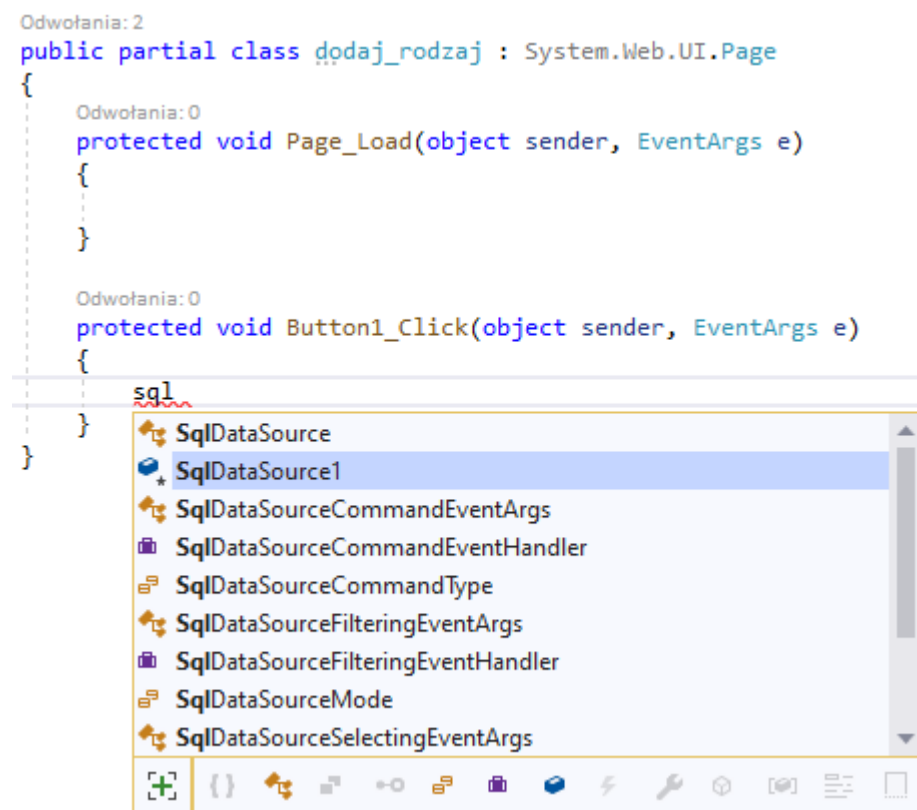 Odwołania: 2
public partial class dodaj_rodzaj : System.Web.UI.Page
{
Odwołania: 0
protected void Page_Load(object sender, EventArgs e)
{
}
Odwołania: 0
protected void Button1_Click(object sender, EventArgs e)
{
sql
}
}
SqlDataSource
SqlDataSource1
SqlDataSourceCommandEventArgs
SqlDataSourceCommandEventHandler
SqlDataSourceCommandType
SqlDataSourceFilteringEventArgs
SqlDataSourceFilteringEventHandler
SqlDataSourceMode
SqlDataSourceSelectingEventArgs